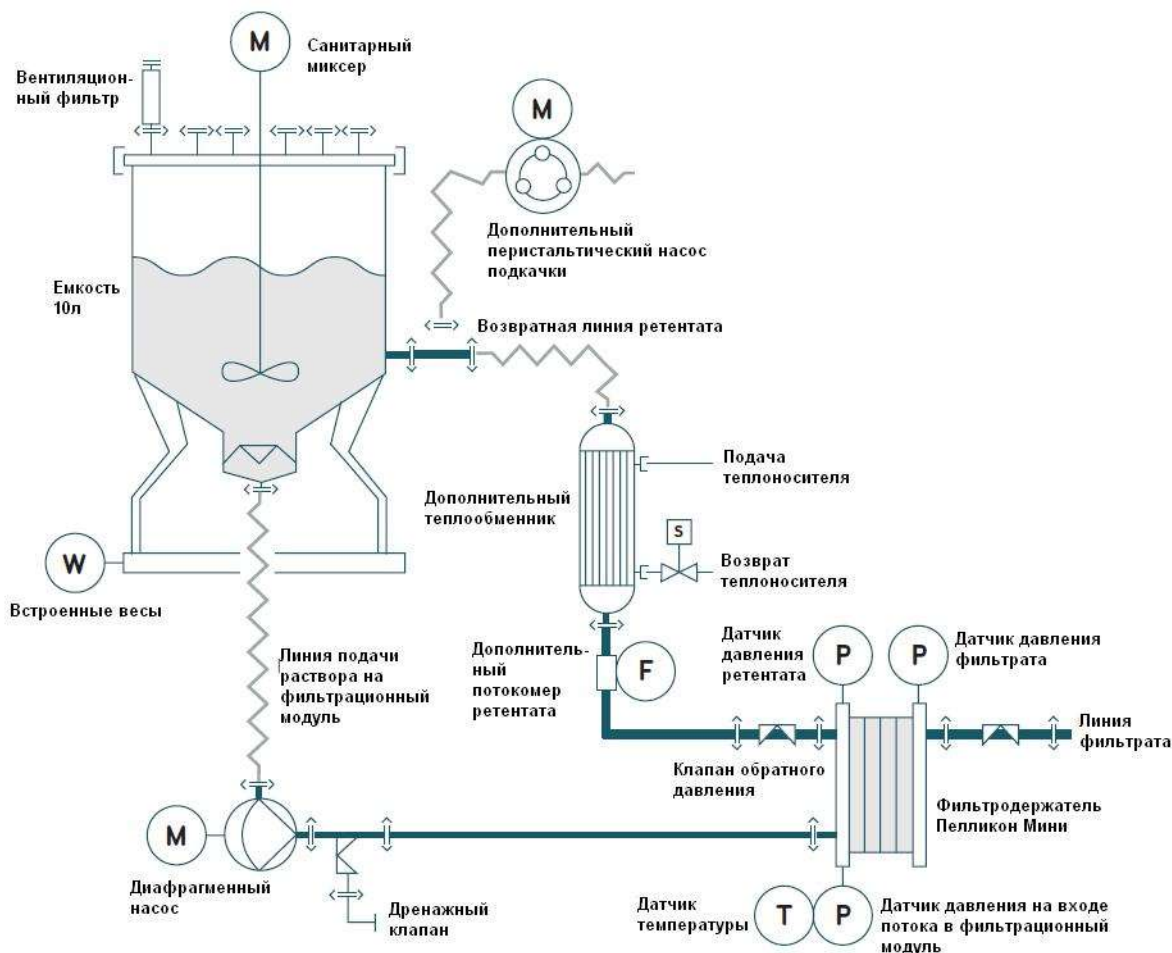 M
Санитарный
миксер
Вентиляцион-
ный фильтр
M
Дополнительный
перистальтический насос
подкачки
Емкость
10л
Возвратная линия ретентата
Подача
теплоносителя
Дополнительный
теплообменник
S
Возврат
теплоносителя
W
Встроенные весы
Линия подачи
раствора на
фильтрационный
модуль
Дополнитель-
ный
потокомер
ретентата
F
Датчик
давления
ретентата
P
P
Датчик давления
фильтрата
Линия
фильтрата
Клапан обратного
давления
Фильтродержатель
Пелликон Мини
M
Диафрагменный
насос
Дренажный
клапан
Датчик
температуры
T
P
Датчик давления на входе
потока в фильтрационный
модуль